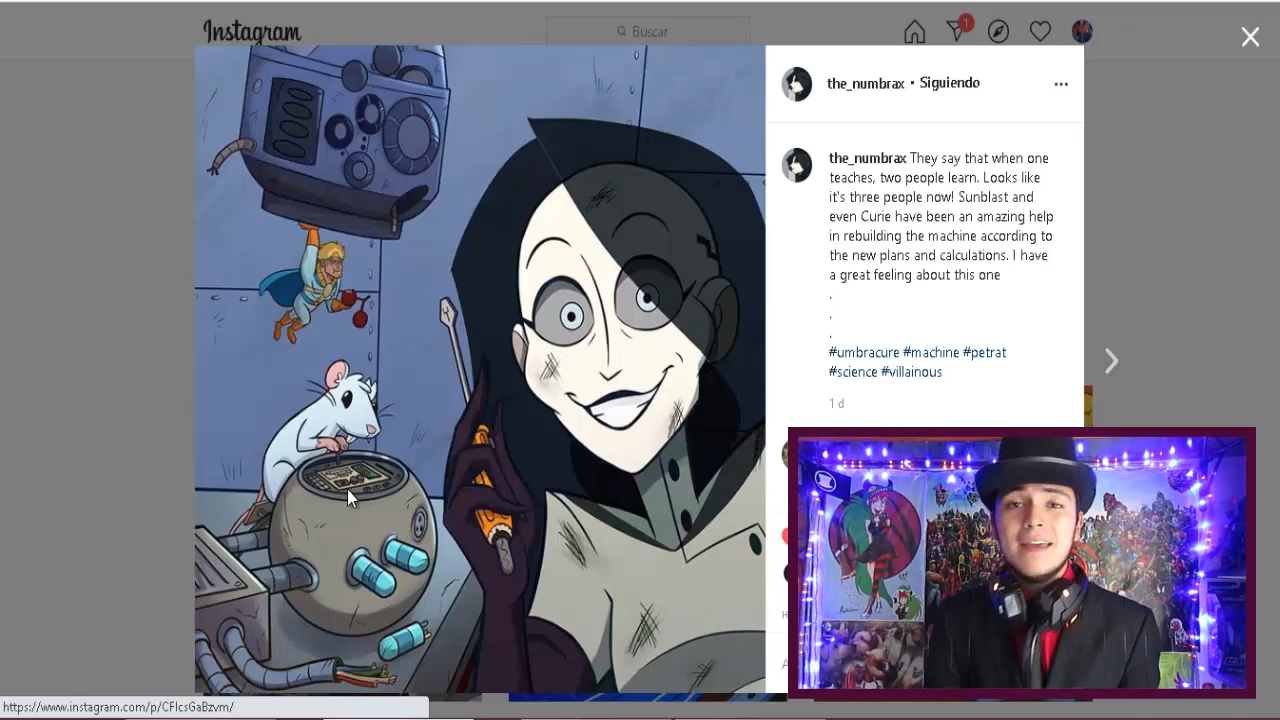 Instagram
Buscar
1
the_numbrax • Siguiendo
the_numbrax They say that when one
teaches, two people learn. Looks like
it's three people now! Sunblast and
even Curie have been an amazing help
in rebuilding the machine according to
the new plans and calculations. I have
a great feeling about this one
.
.
.
#umbracure #machine #petrat
#science #villainous
1 d
https://www.instagram.com/p/CFIcsGaBzvm/